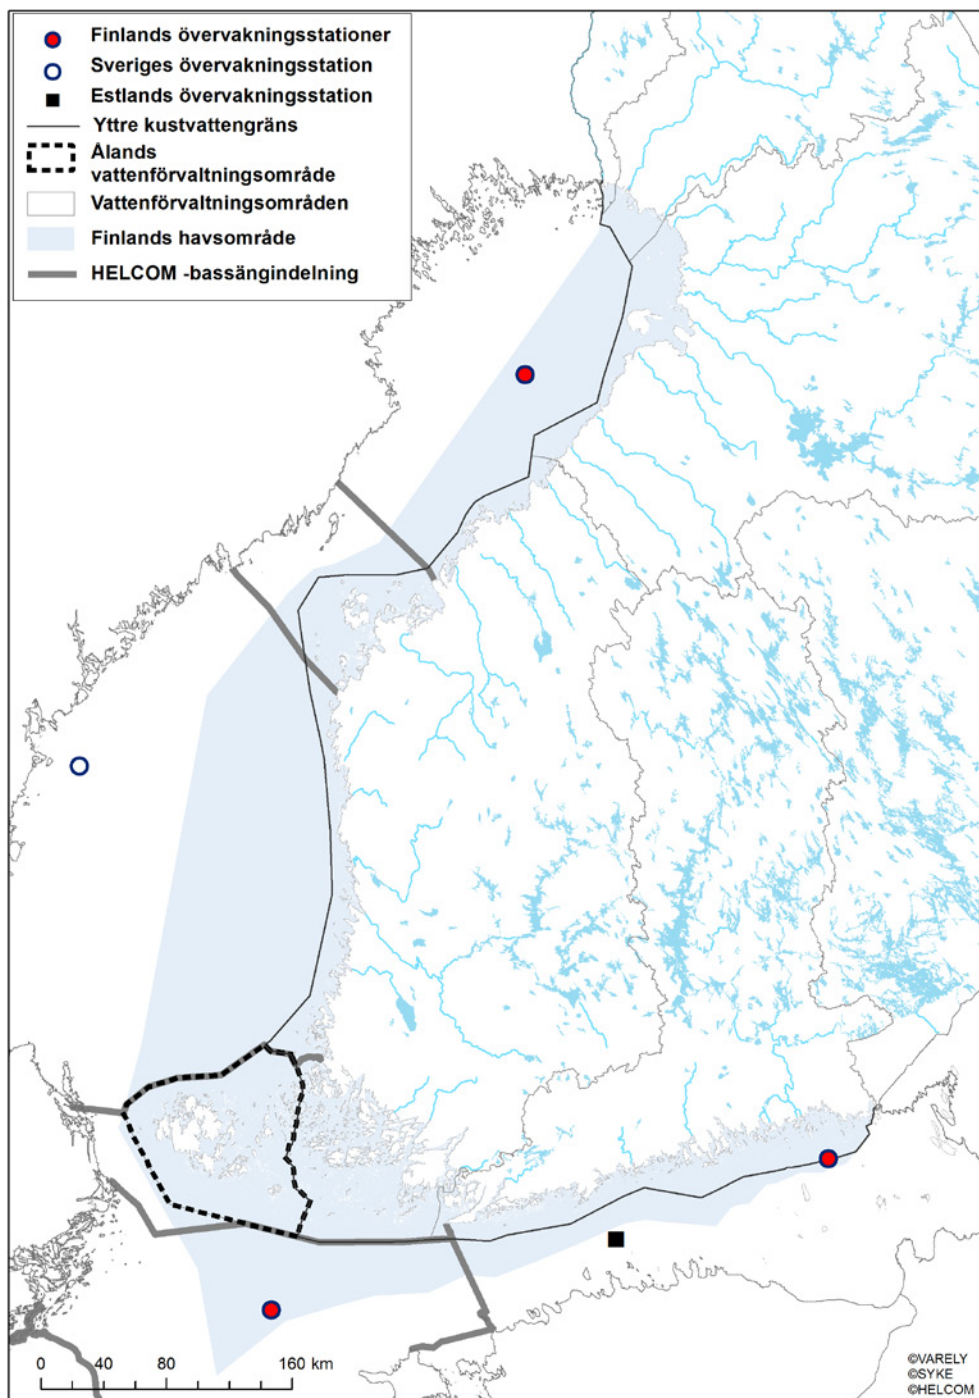 Finlands övervakningsstationer
Sveriges övervakningsstation
Estlands övervakningsstation
Yttre kustvattengräns
Ålands
vattenförvaltningsområde
Vattenförvaltningsområden
Finlands havsområde
HELCOM -bassängindelning
0 40 80 160 km
©VARELY
©SYKE
©HELCOM